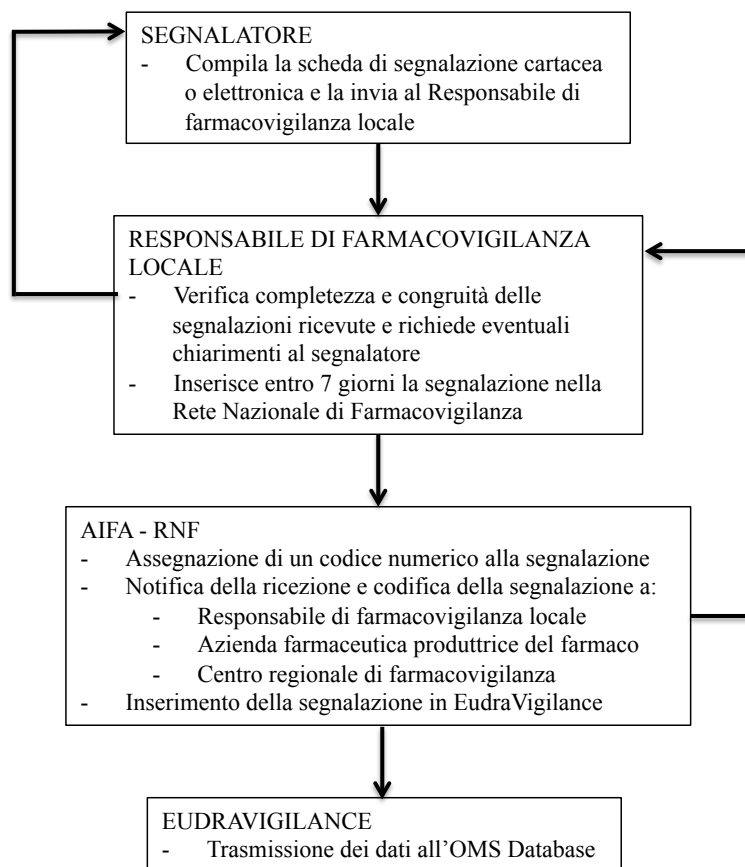 SEGNALATORE
- Compila la scheda di segnalazione cartacea
o elettronica e la invia al Responsabile di
farmacovigilanza locale
RESPONSABILE DI FARMACOVIGILANZA
LOCALE
- Verifica completezza e congruità delle
segnalazioni ricevute e richiede eventuali
chiarimenti al segnalatore
- Inserisce entro 7 giorni la segnalazione nella
Rete Nazionale di Farmacovigilanza
AIFA - RNF
- Assegnazione di un codice numerico alla segnalazione
- Notifica della ricezione e codifica della segnalazione a:
- Responsabile di farmacovigilanza locale
- Azienda farmaceutica produttrice del farmaco
- Centro regionale di farmacovigilanza
- Inserimento della segnalazione in EudraVigilance
EUDRAVIGILANCE
- Trasmissione dei dati all’OMS Database